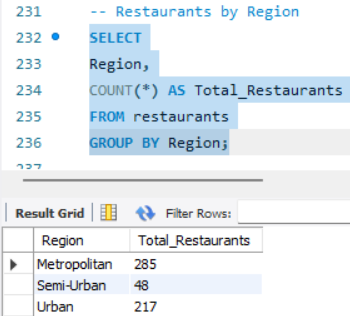 231 -- Restaurants by Region
232 SELECT
233 Region,
234 COUNT(*) AS Total_Restaurants
235 FROM restaurants
236 GROUP BY Region;
237
Result Grid Filter Rows:
Region Total_Restaurants
Metropolitan 285
Semi-Urban 48
Urban 217